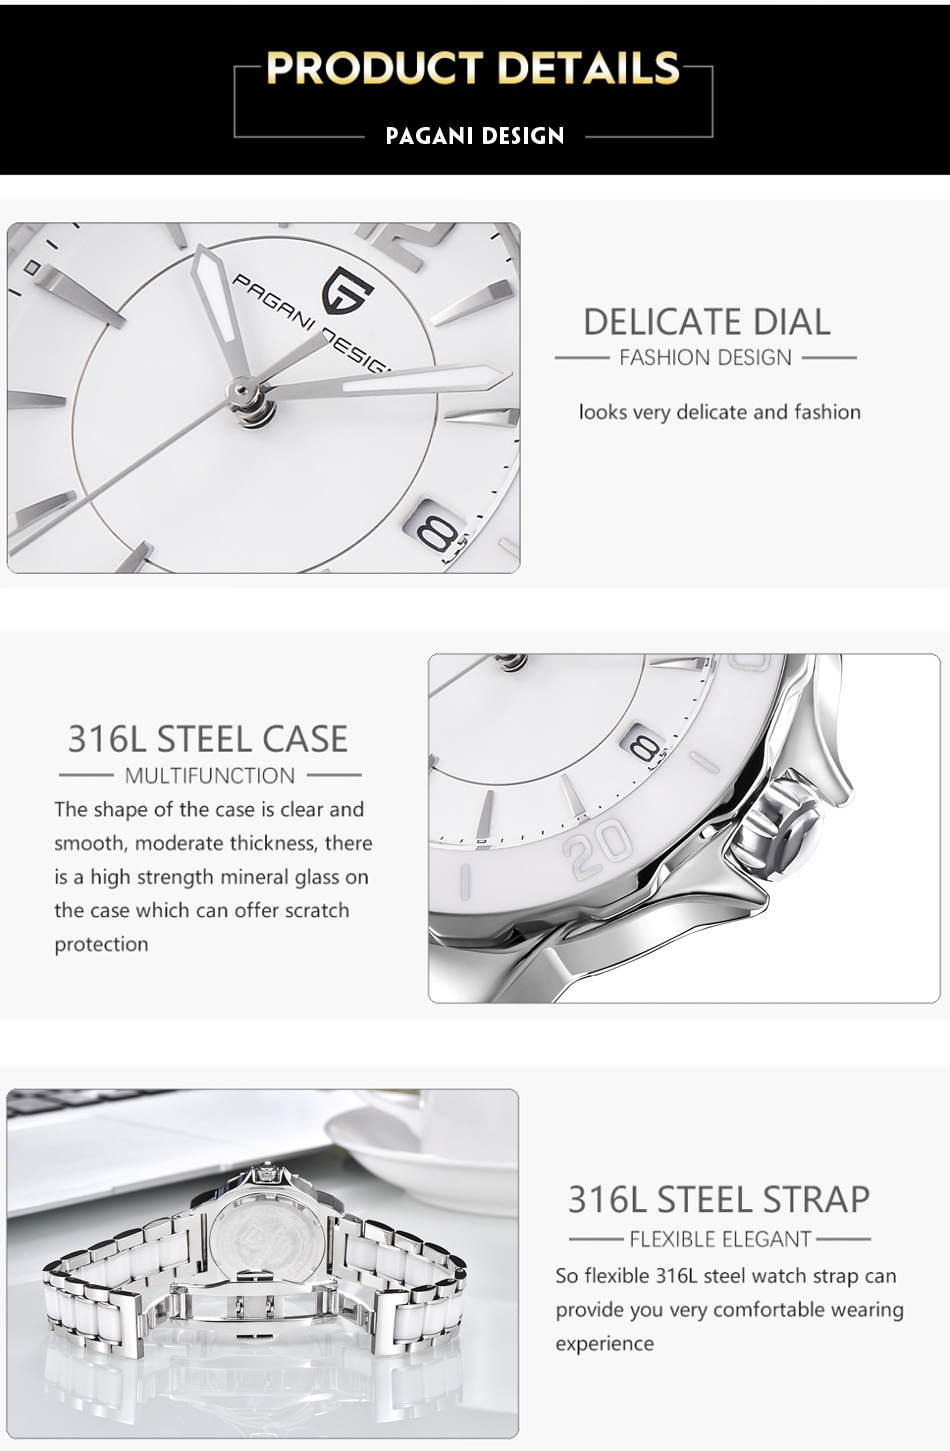 PRODUCT DETAILS
PAGANI DESIGN
PAGANI DESIGN
8
DELICATE DIAL
FASHION DESIGN
looks very delicate and fashion
316L STEEL CASE
MULTIFUNCTION
The shape of the case is clear and
smooth, moderate thickness, there
is a high strength mineral glass on
the case which can offer scratch
protection
8
20
316L STEEL STRAP
FLEXIBLE ELEGANT
So flexible 316L steel watch strap can
provide you very comfortable wearing
experience